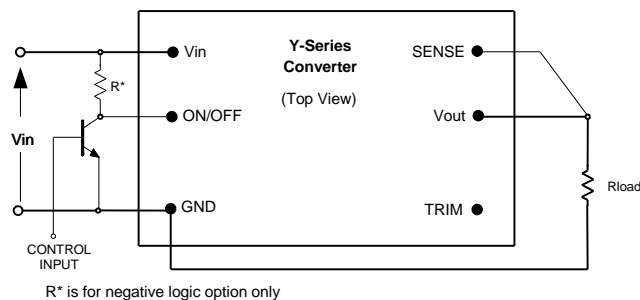 Y-Series
Converter
(Top View)
Vin
ON/OFF
GND
SENSE
Vout
TRIM
R*
Vin
Rload
CONTROL
INPUT
R* is for negative logic option only